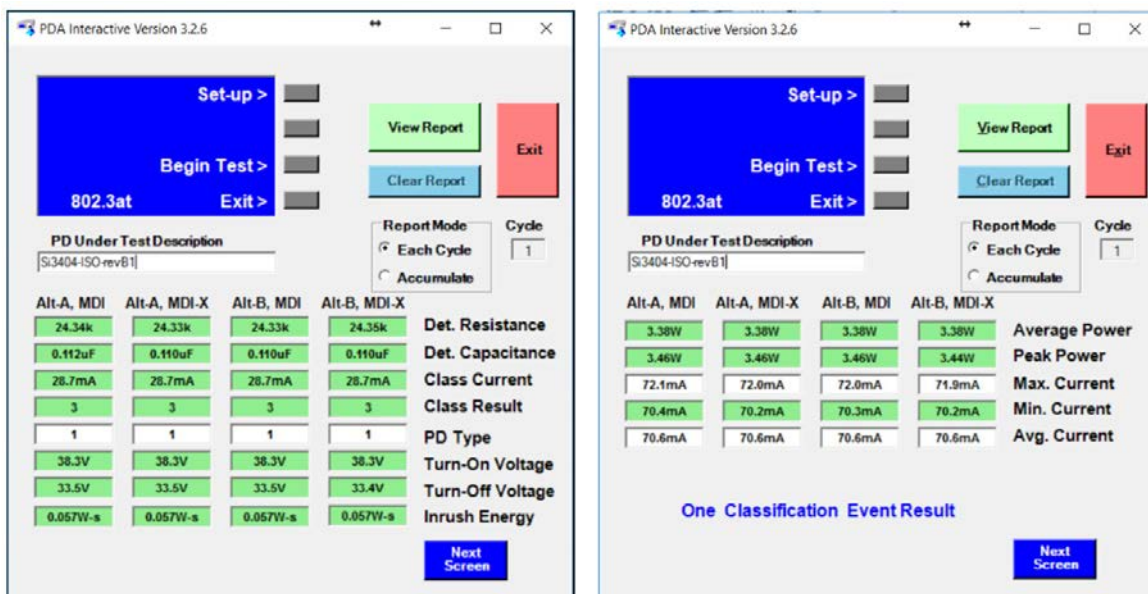 PDA Interactive Version 3.2.6
Set-up >
Begin Test >
802.3at Exit >
View Report
Clear Report
Exit
Report Mode
Each Cycle
Accumulate
Cycle
1
PD Under Test Description
Si3404-ISO-revB1
Alt-A, MDI Alt-A, MDI-X Alt-B, MDI Alt-B, MDI-X
24.34k 24.33k 24.33k 24.35k Det. Resistance
0.112uF 0.110uF 0.110uF 0.110uF Det. Capacitance
28.7mA 28.7mA 28.7mA 28.7mA Class Current
3 3 3 3 Class Result
1 1 1 1 PD Type
38.3V 38.3V 38.3V 38.3V Turn-On Voltage
33.5V 33.5V 33.5V 33.4V Turn-Off Voltage
0.057W-s 0.057W-s 0.057W-s 0.057W-s Inrush Energy
Next
Screen
PDA Interactive Version 3.2.6
Set-up >
Begin Test >
802.3at Exit >
View Report
Clear Report
Exit
Report Mode
Each Cycle
Accumulate
Cycle
1
PD Under Test Description
Si3404-ISO-revB1
Alt-A, MDI Alt-A, MDI-X Alt-B, MDI Alt-B, MDI-X
3.38W 3.38W 3.38W 3.38W Average Power
3.46W 3.46W 3.46W 3.44W Peak Power
72.1mA 72.0mA 72.0mA 71.9mA Max. Current
70.4mA 70.2mA 70.3mA 70.2mA Min. Current
70.6mA 70.6mA 70.6mA 70.6mA Avg. Current
One Classification Event Result
Next
Screen